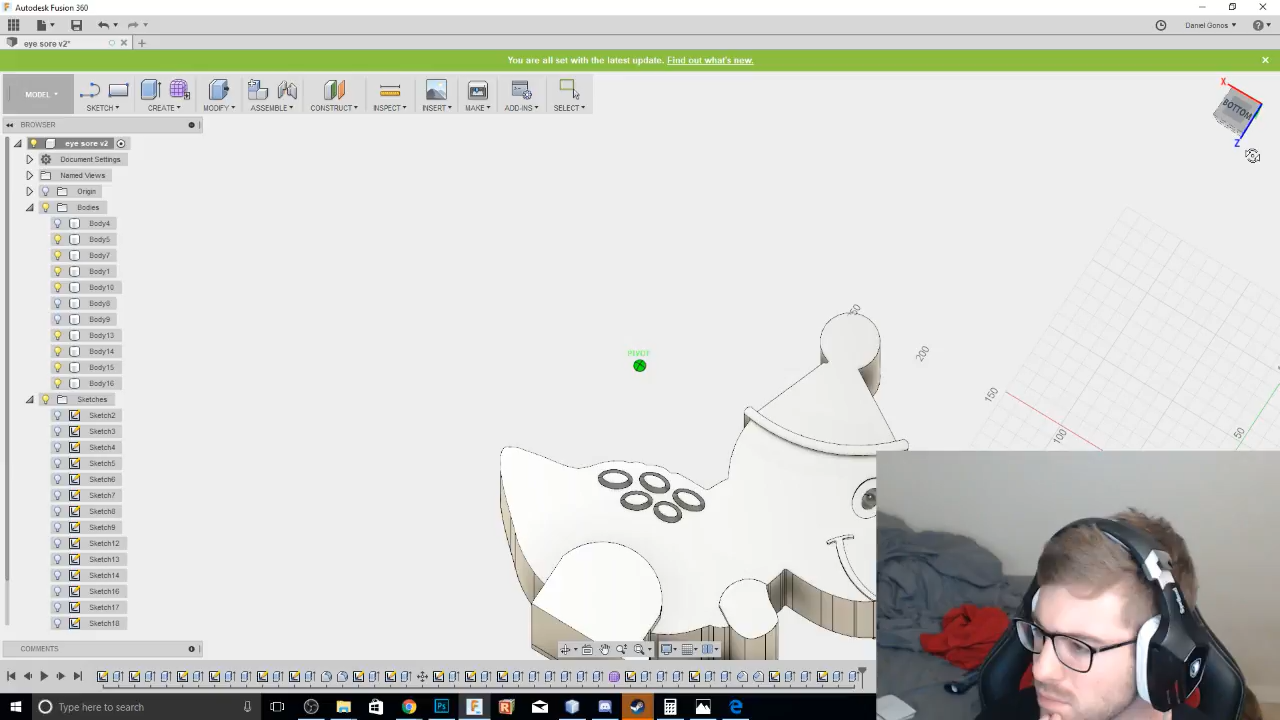 Autodesk Fusion 360
Daniel Gonos
eye sore v2*
You are all set with the latest update. Find out what's new.
MODEL
SKETCH
CREATE
MODIFY
ASSEMBLE
CONSTRUCT
INSPECT
INSERT
MAKE
ADD-INS
SELECT
X
BOTTOM
Z
BROWSER
eye sore v2
Document Settings
Named Views
Origin
Bodies
Body4
Body5
Body7
Body1
Body10
Body8
Body9
Body13
Body14
Body15
Body16
Sketches
Sketch2
Sketch3
Sketch4
Sketch5
Sketch6
Sketch7
Sketch8
Sketch9
Sketch12
Sketch13
Sketch14
Sketch16
Sketch17
Sketch18
PIVOT
50
200
150
100
50
COMMENTS
Type here to search